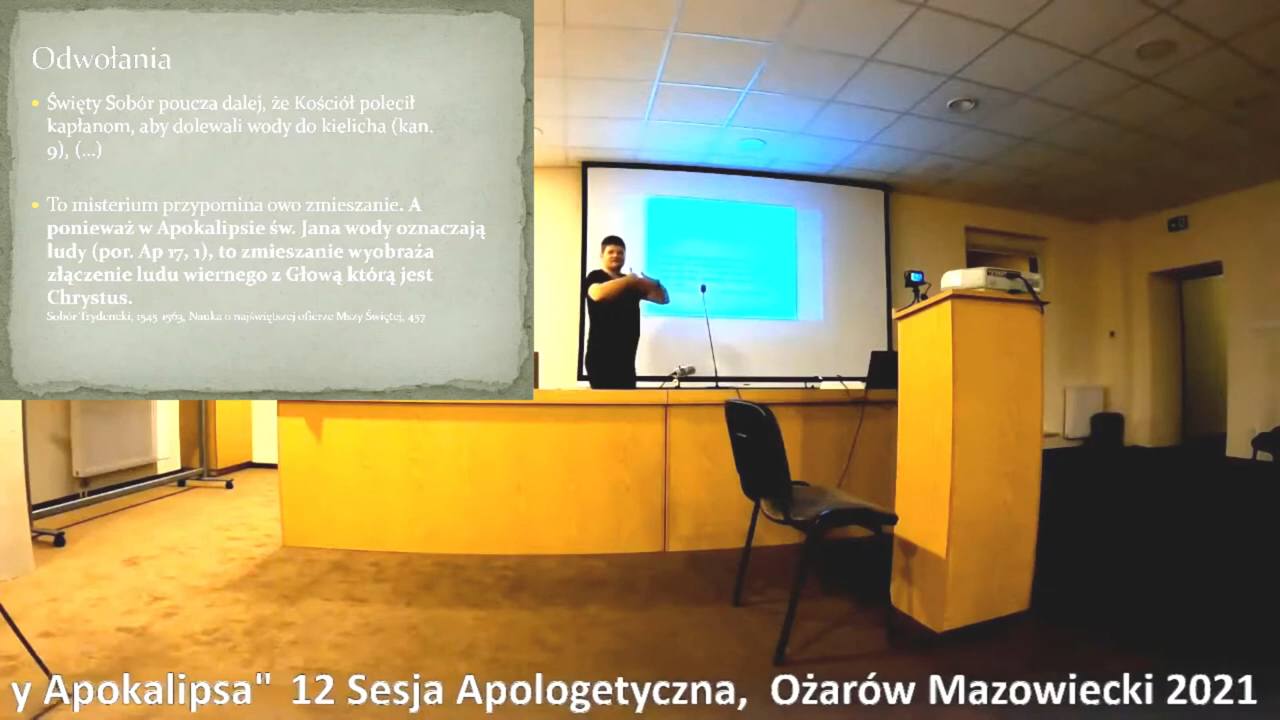 Odwołania
Święty Sobór poucza dalej, że Kościół polecił
kapłanom, aby dolewali wody do kielicha (kan.
9), (...)
To misterium przypomina owo zmieszanie. A
ponieważ w Apokalipsie św. Jana wody oznaczają
ludy (por. Ap 17, 1), to zmieszanie wyobraża
złączenie ludu wiernego z Głową którą jest
Chrystus.
Sobór Trydencki, 1545-1563, Nauka o najświętszej ofierze Mszy Świętej, 437
y Apokalipsa" 12 Sesja Apologetyczna, Ożarów Mazowiecki 2021